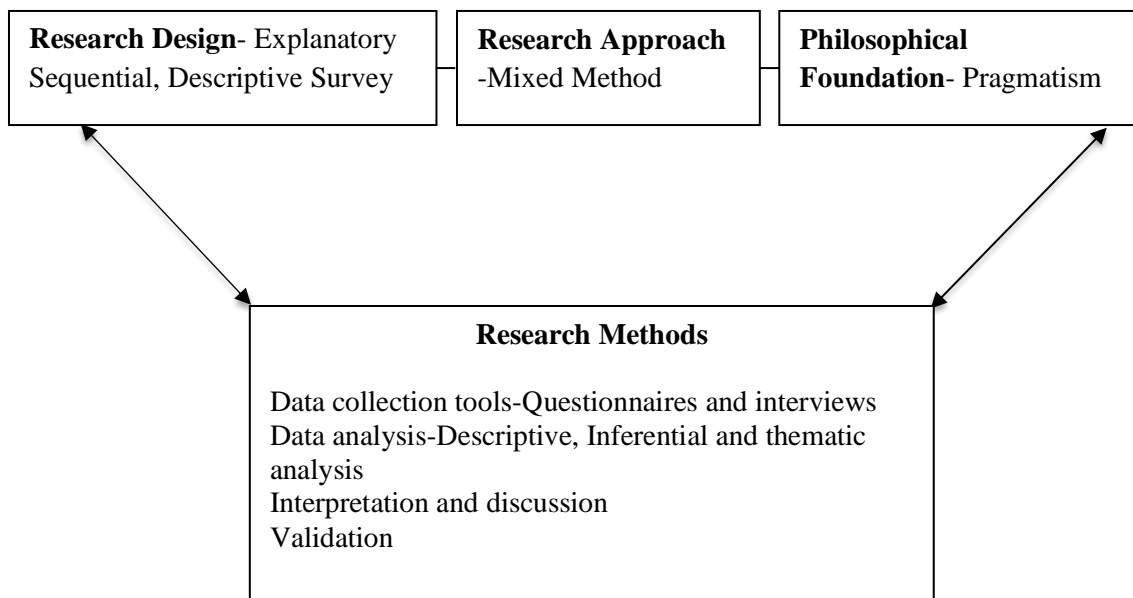 Research Design- Explanatory
Sequential, Descriptive Survey
Research Approach
-Mixed Method
Philosophical
Foundation- Pragmatism
Research Methods
Data collection tools-Questionnaires and interviews
Data analysis-Descriptive, Inferential and thematic
analysis
Interpretation and discussion
Validation